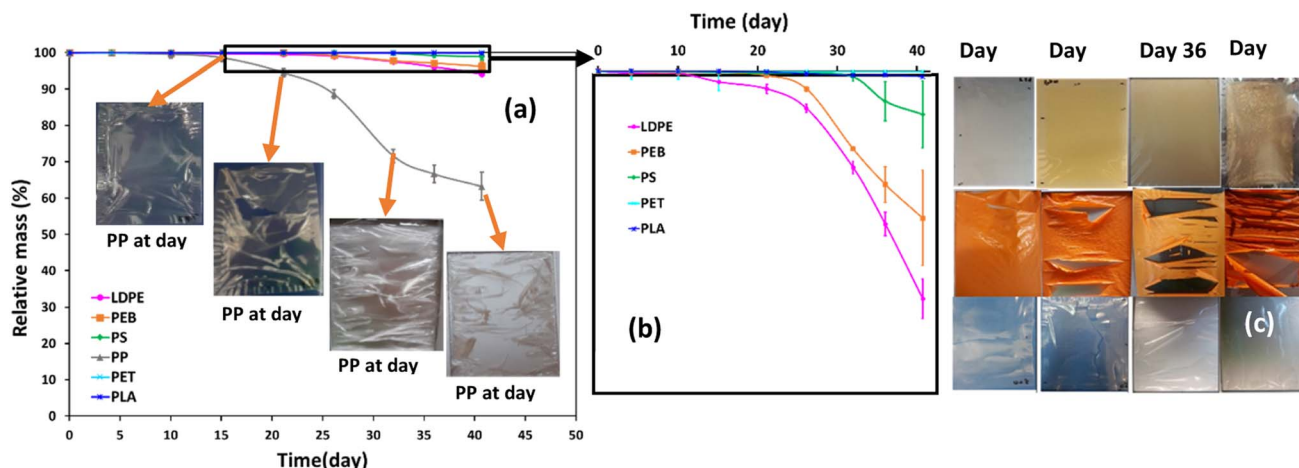 100
90
80
70
60
50
40
30
20
10
0
Relative mass (%)
0
5
10
15
20
25
30
35
40
45
50
Time(day)
(a)
PP at day
PP at day
PP at day
PP at day
LDPE
PEB
PS
PP
PET
PLA
Time (day)
0
10
20
30
40
LDPE
PEB
PS
PET
PLA
(b)
Day
Day
Day 36
Day
(c)